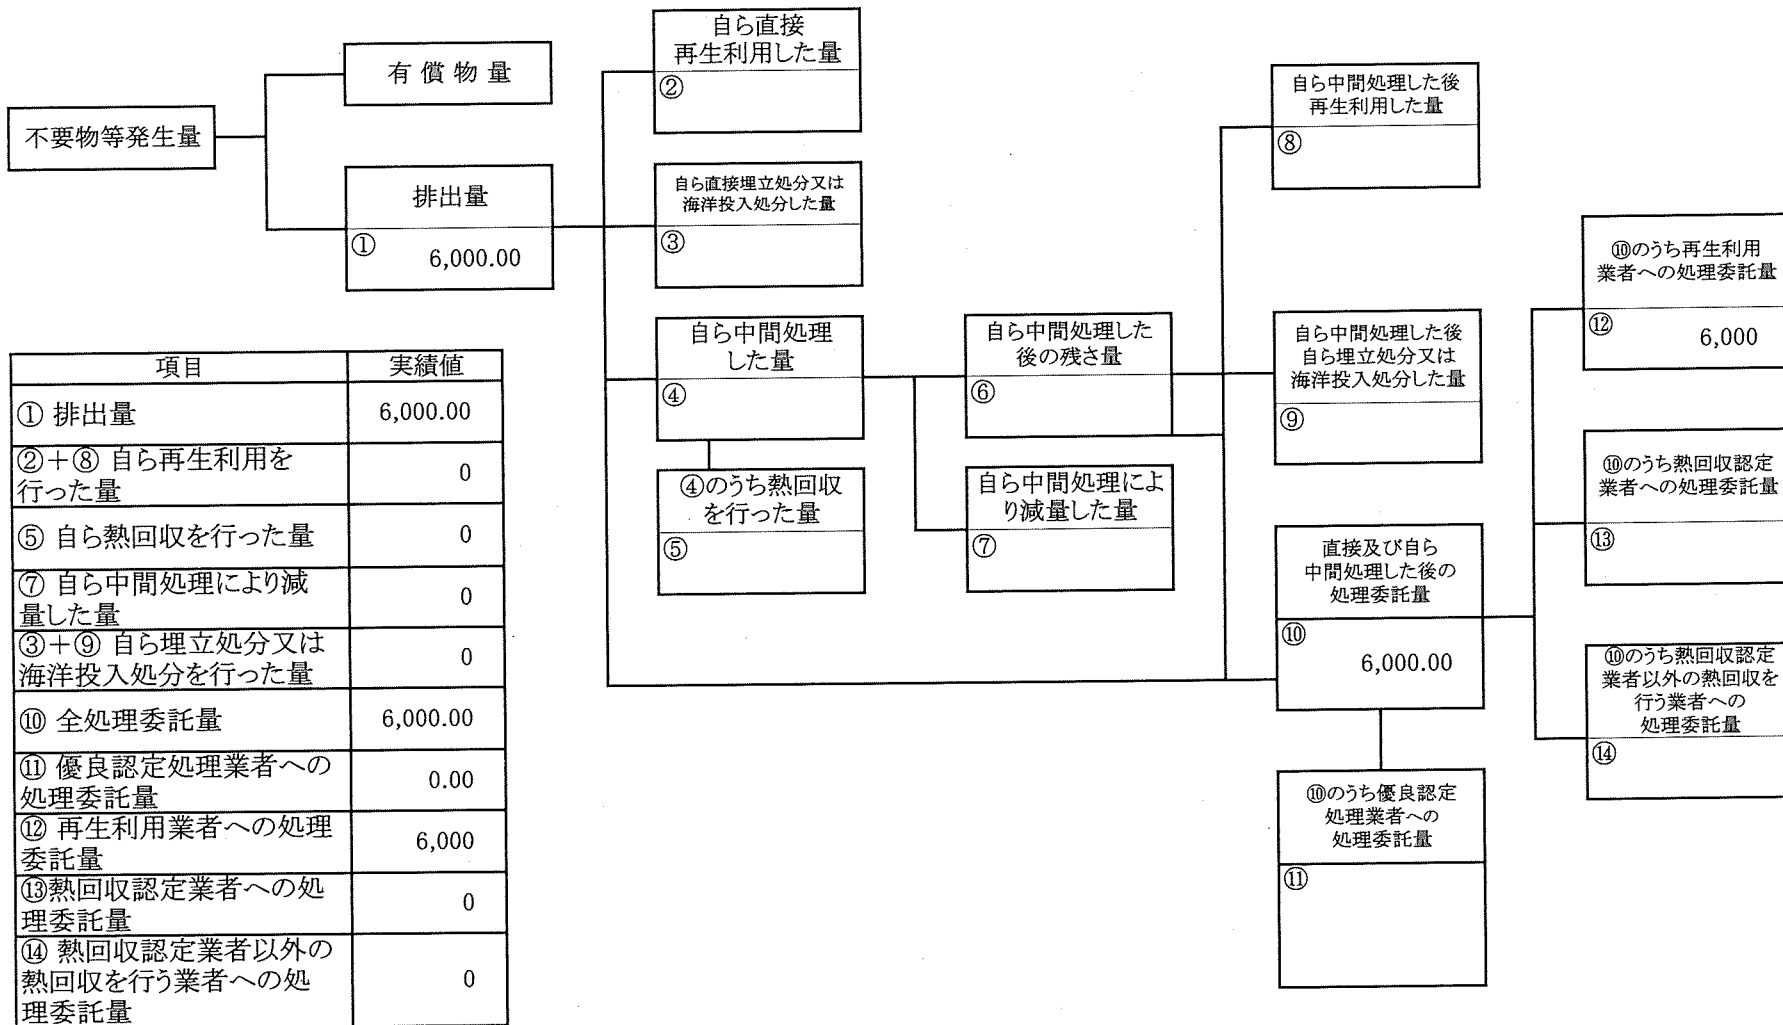 不要物等発生量
有償物量
排出量
①
6,000.00
自ら直接
再生利用した量
②
自ら直接埋立処分又は
海洋投入処分した量
③
自ら中間処理
した量
④
④のうち熱回収
を行った量
⑤
自ら中間処理した
後の残さ量
⑥
自ら中間処理によ
り減量した量
⑦
自ら中間処理した後
再生利用した量
⑧
自ら中間処理した後
自ら埋立処分又は
海洋投入処分した量
⑨
直接及び自ら
中間処理した後の
処理委託量
⑩
6,000.00
⑩のうち優良認定
処理業者への
処理委託量
⑪
⑩のうち再生利用
業者への処理委託量
⑫
6,000
⑩のうち熱回収認定
業者への処理委託量
⑬
⑩のうち熱回収認定
業者以外の熱回収を
行う業者への
処理委託量
⑭
項目 実績値
① 排出量 6,000.00
②+⑧ 自ら再生利用を
行った量 0
⑤ 自ら熱回収を行った量 0
⑦ 自ら中間処理により減
量した量 0
③+⑨ 自ら埋立処分又は
海洋投入処分を行った量 0
⑩ 全処理委託量 6,000.00
⑪ 優良認定処理業者への
処理委託量 0.00
⑫ 再生利用業者への処理
委託量 6,000
⑬熱回収認定業者への処
理委託量 0
⑭ 熱回収認定業者以外の
熱回収を行う業者への処
理委託量 0